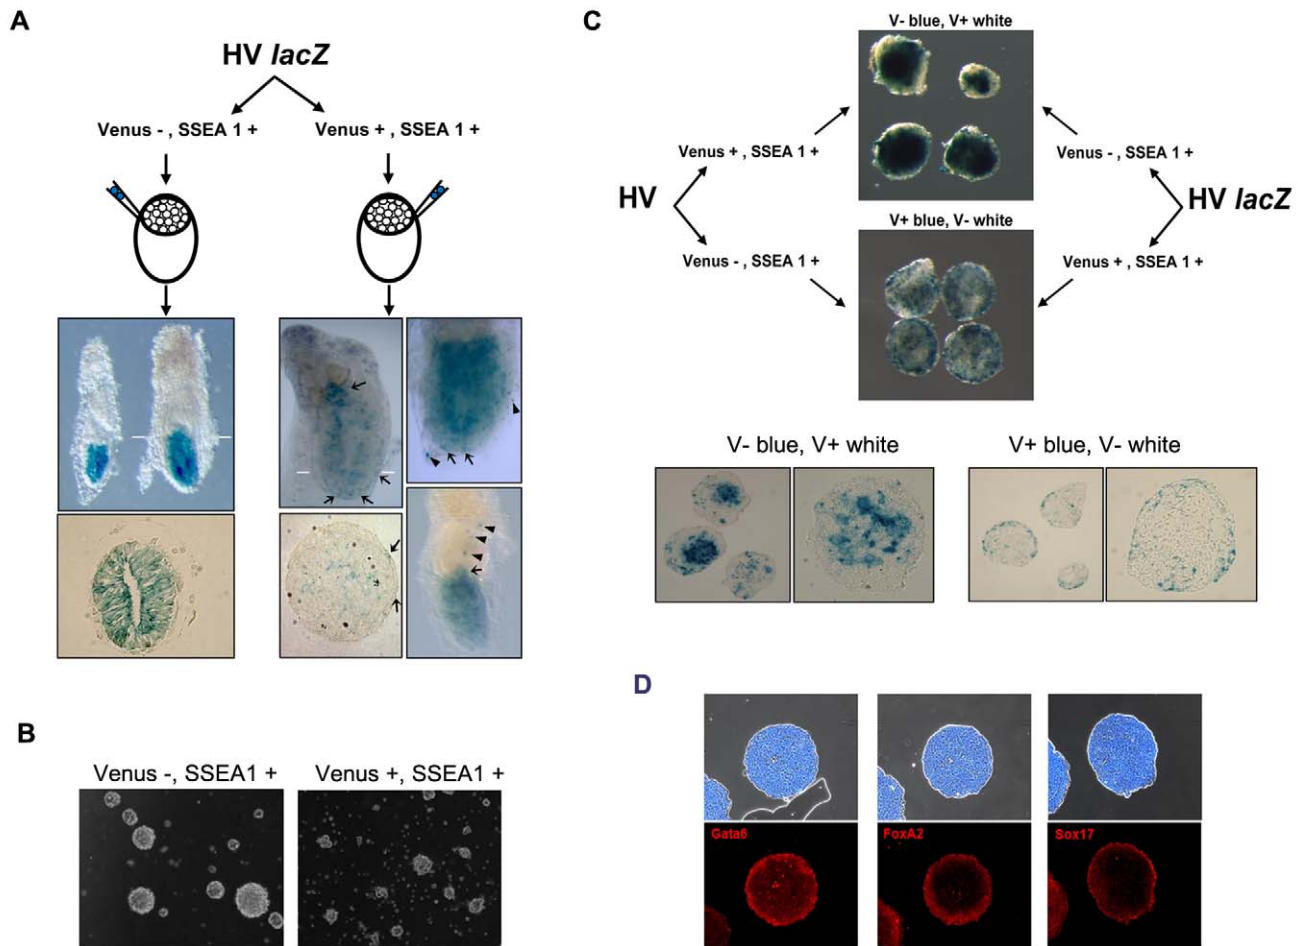 A
HV lacZ
Venus - , SSEA 1 +
Venus + , SSEA 1 +
B
Venus -, SSEA1 +
Venus +, SSEA1 +
C
V- blue, V+ white
Venus + , SSEA 1 +
Venus - , SSEA 1 +
HV
HV lacZ
V+ blue, V- white
Venus - , SSEA 1 +
Venus + , SSEA 1 +
V- blue, V+ white
V+ blue, V- white
D
Gata6
FoxA2
Sox17